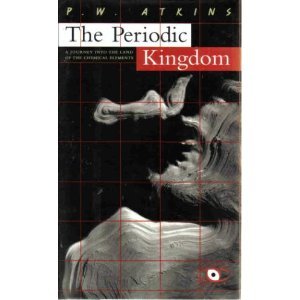 P. W. ATKINS
The Periodic
A JOURNEY INTO THE LAND
OF THE CHEMICAL ELEMENTS
Kingdom